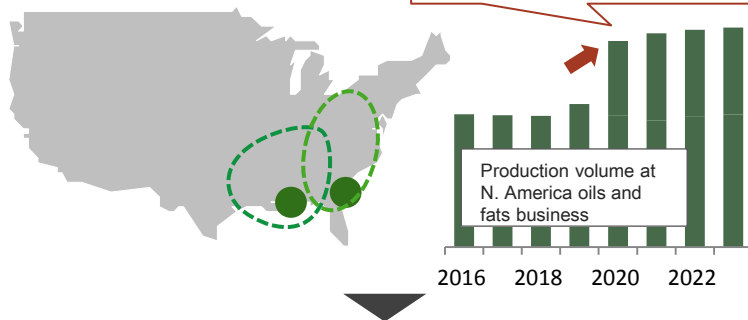 Production volume at
N. America oils and
fats business
2016 2018 2020 2022